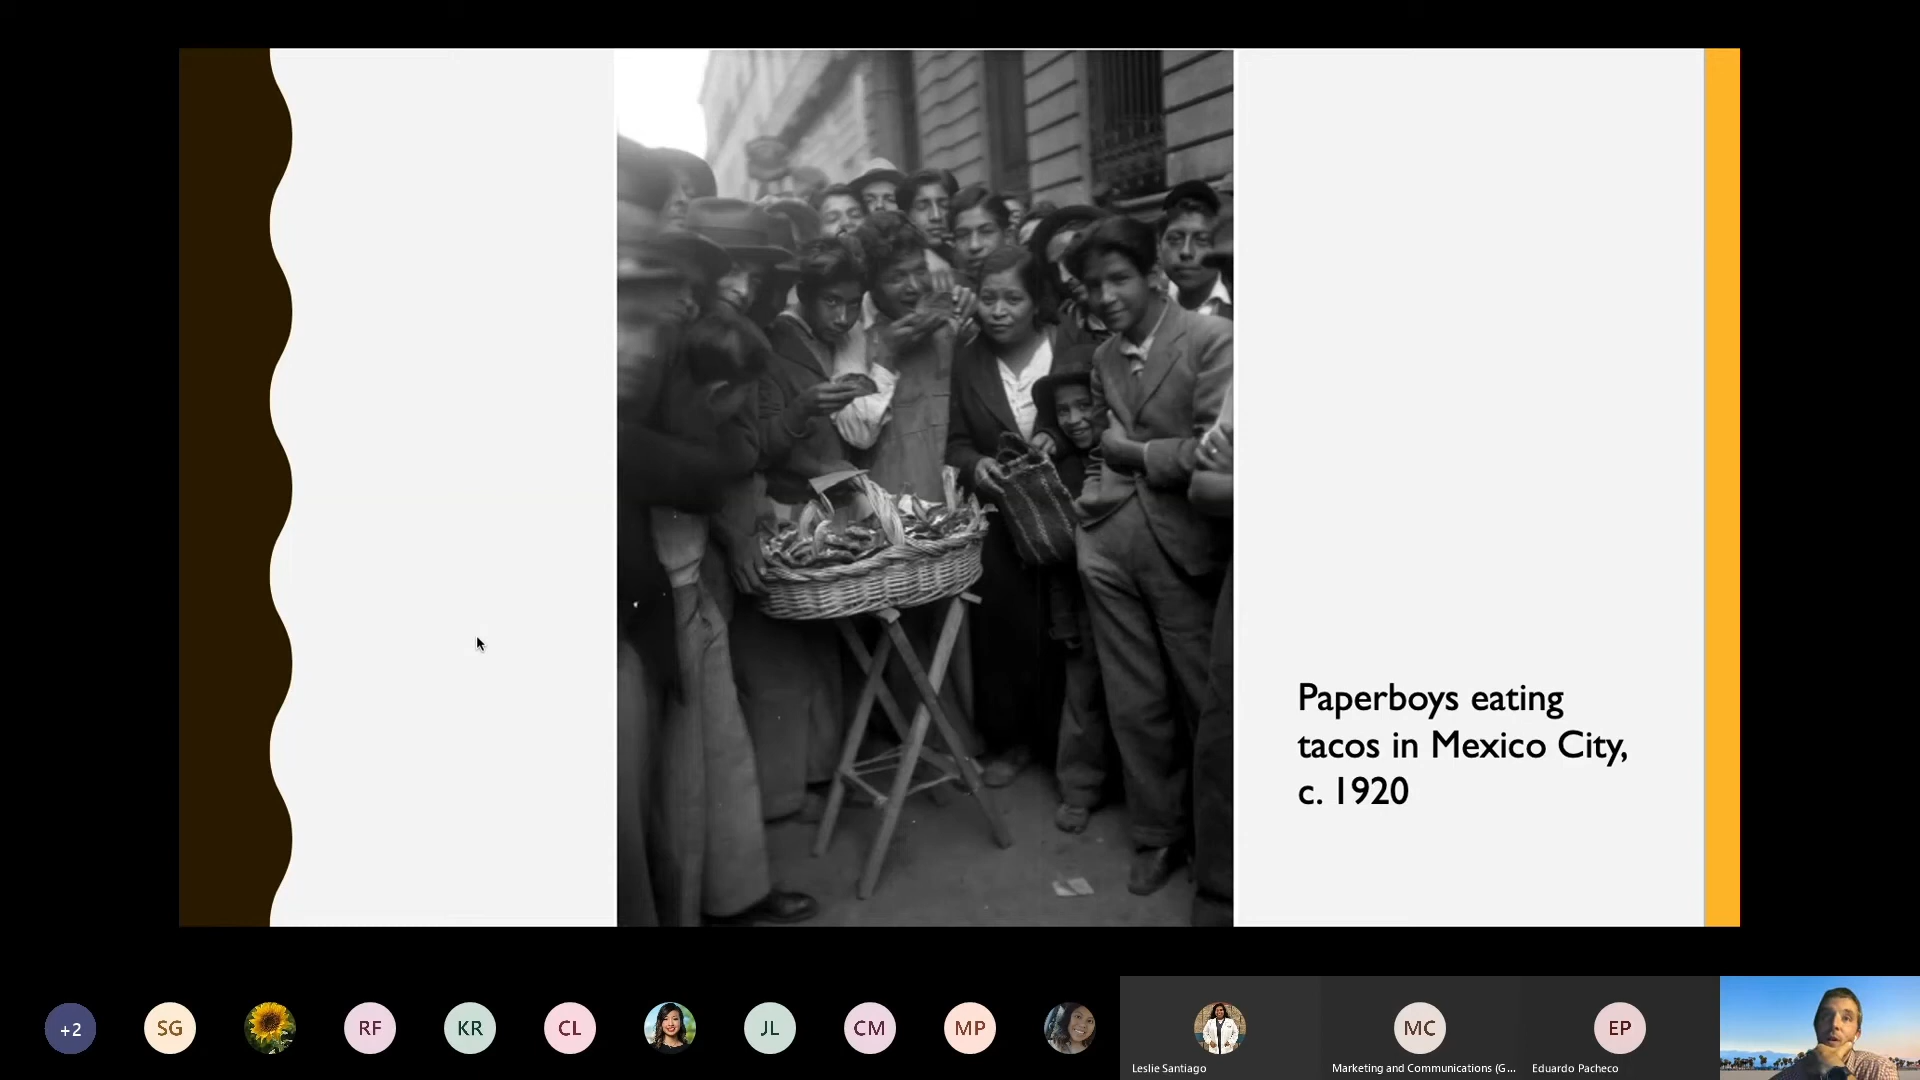 Paperboys eating
tacos in Mexico City,
c. 1920
+2
SG
RF
KR
CL
JL
CM
MP
MC
EP
Leslie Santiago
Marketing and Communications (G...
Eduardo Pacheco